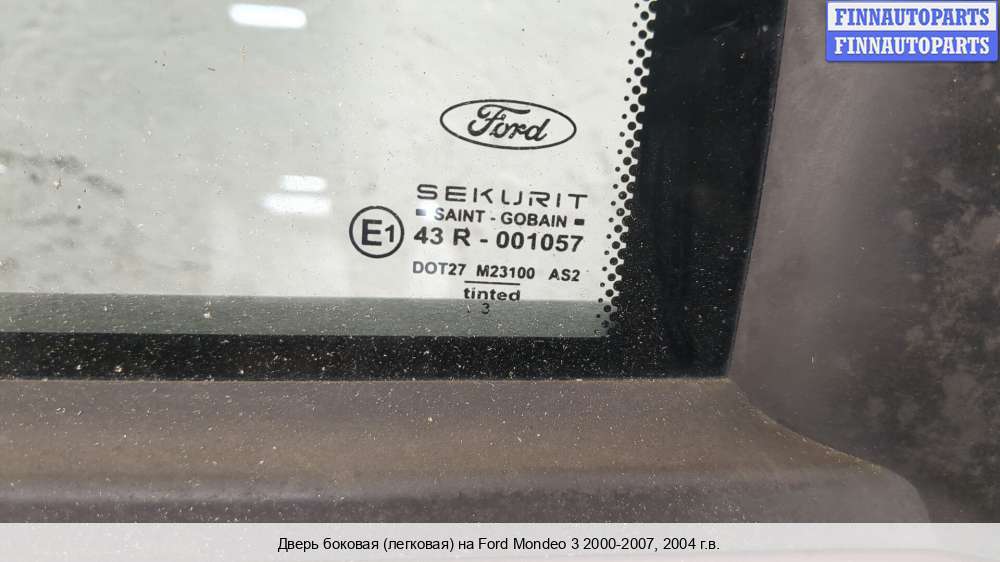 FINNAUTOPARTS
FINNAUTOPARTS
Ford
SEKURIT
SAINT - GOBAIN
E1 43 R - 001057
DOT27 M23100 AS2
tinted
3
Дверь боковая (легковая) на Ford Mondeo 3 2000-2007, 2004 г.в.